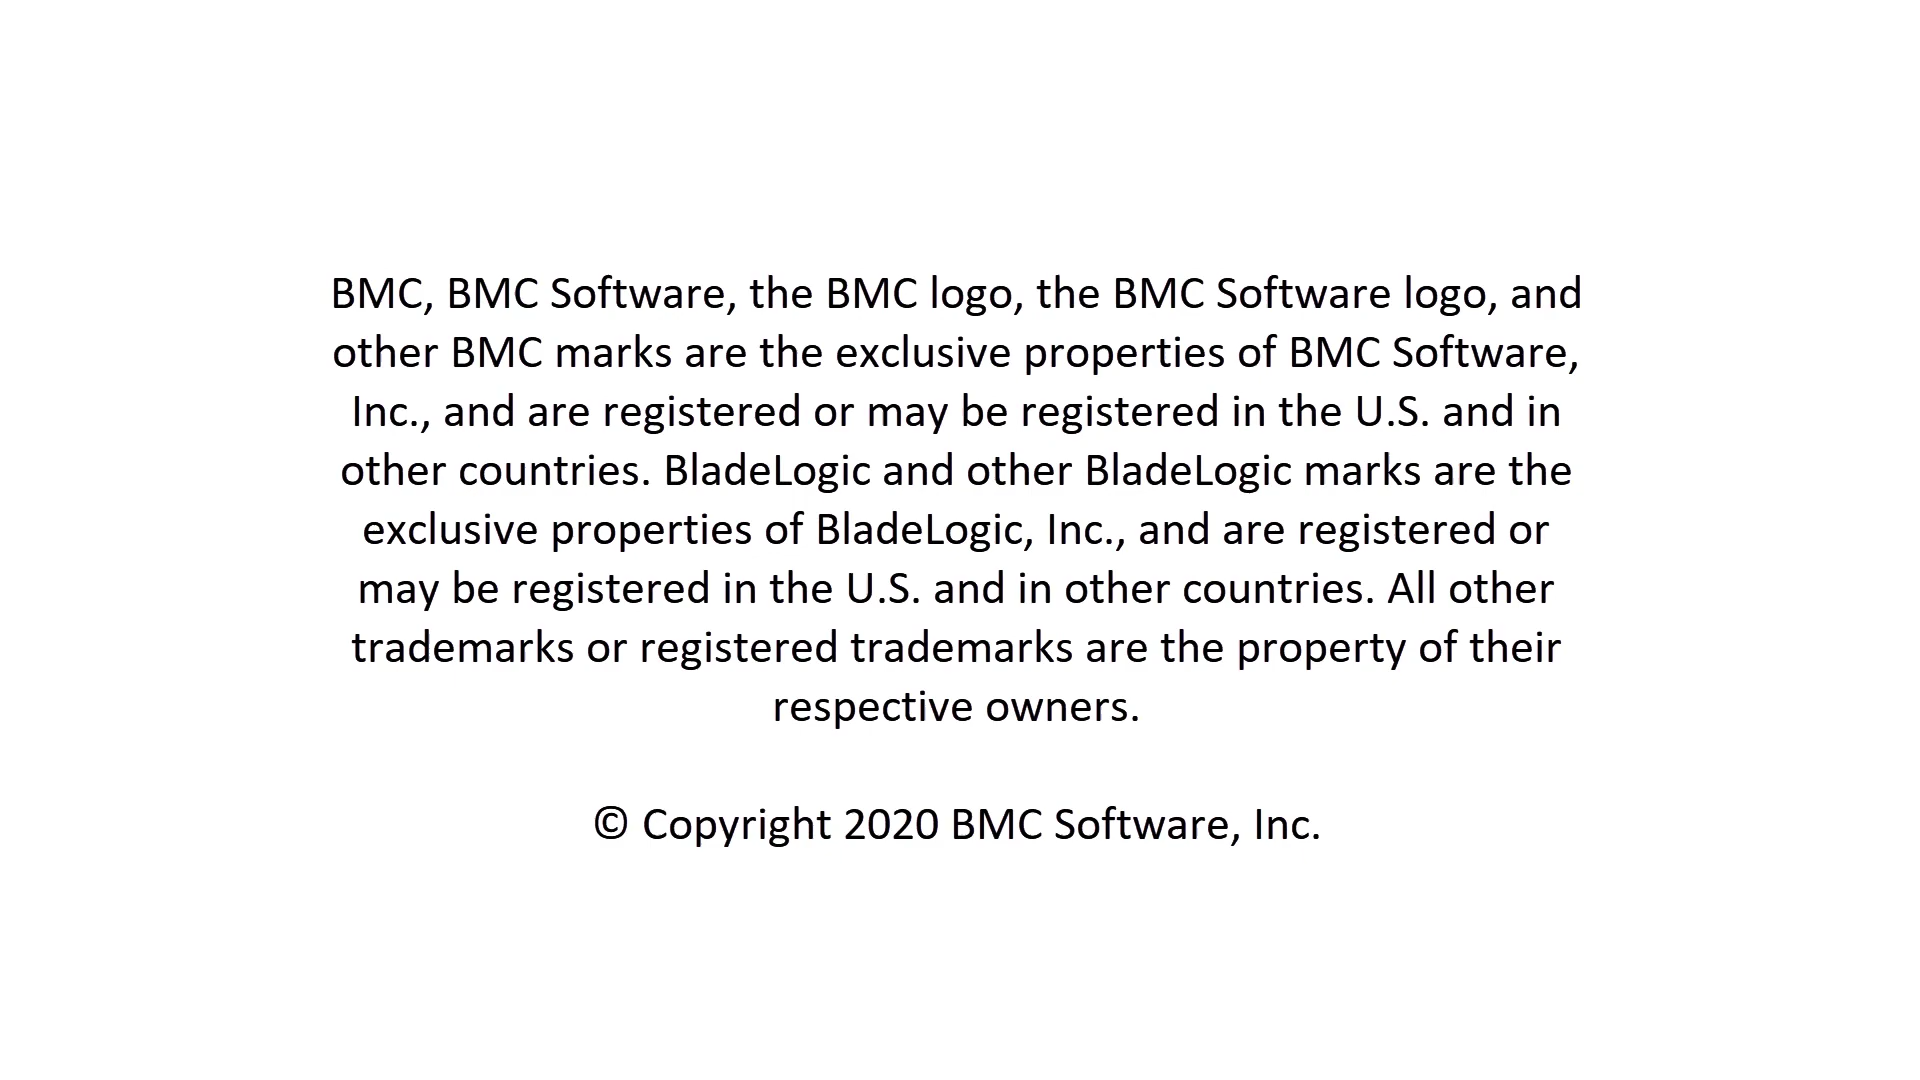 BMC, BMC Software, the BMC logo, the BMC Software logo, and
other BMC marks are the exclusive properties of BMC Software,
Inc., and are registered or may be registered in the U.S. and in
other countries. BladeLogic and other BladeLogic marks are the
exclusive properties of BladeLogic, Inc., and are registered or
may be registered in the U.S. and in other countries. All other
trademarks or registered trademarks are the property of their
respective owners.
© Copyright 2020 BMC Software, Inc.